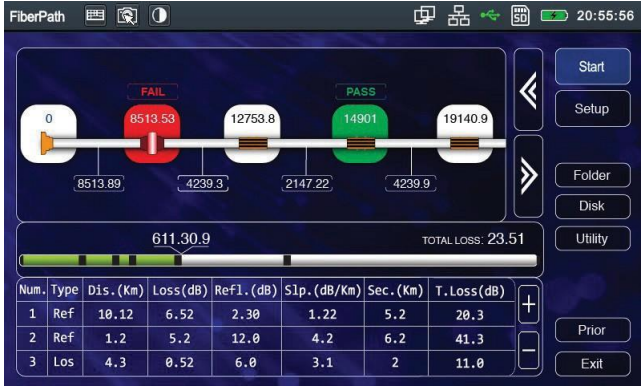 FiberPath 20:55:56
Start
Setup
Folder
Disk
Utility
Prior
Exit
FAIL PASS
0 8513.53 12753.8 14901 19140.9
8513.89 4239.3 2147.22 4239.9
611.30.9 TOTAL LOSS: 23.51
Num. Type Dis.(Km) Loss(dB) Refl.(dB) Slp.(dB/Km) Sec.(Km) T.Loss(dB)
1 Ref 10.12 6.52 2.30 1.22 5.2 20.3
2 Ref 1.2 5.2 12.0 4.2 6.2 41.3
3 Los 4.3 0.52 6.0 3.1 2 11.0
+
−
SD